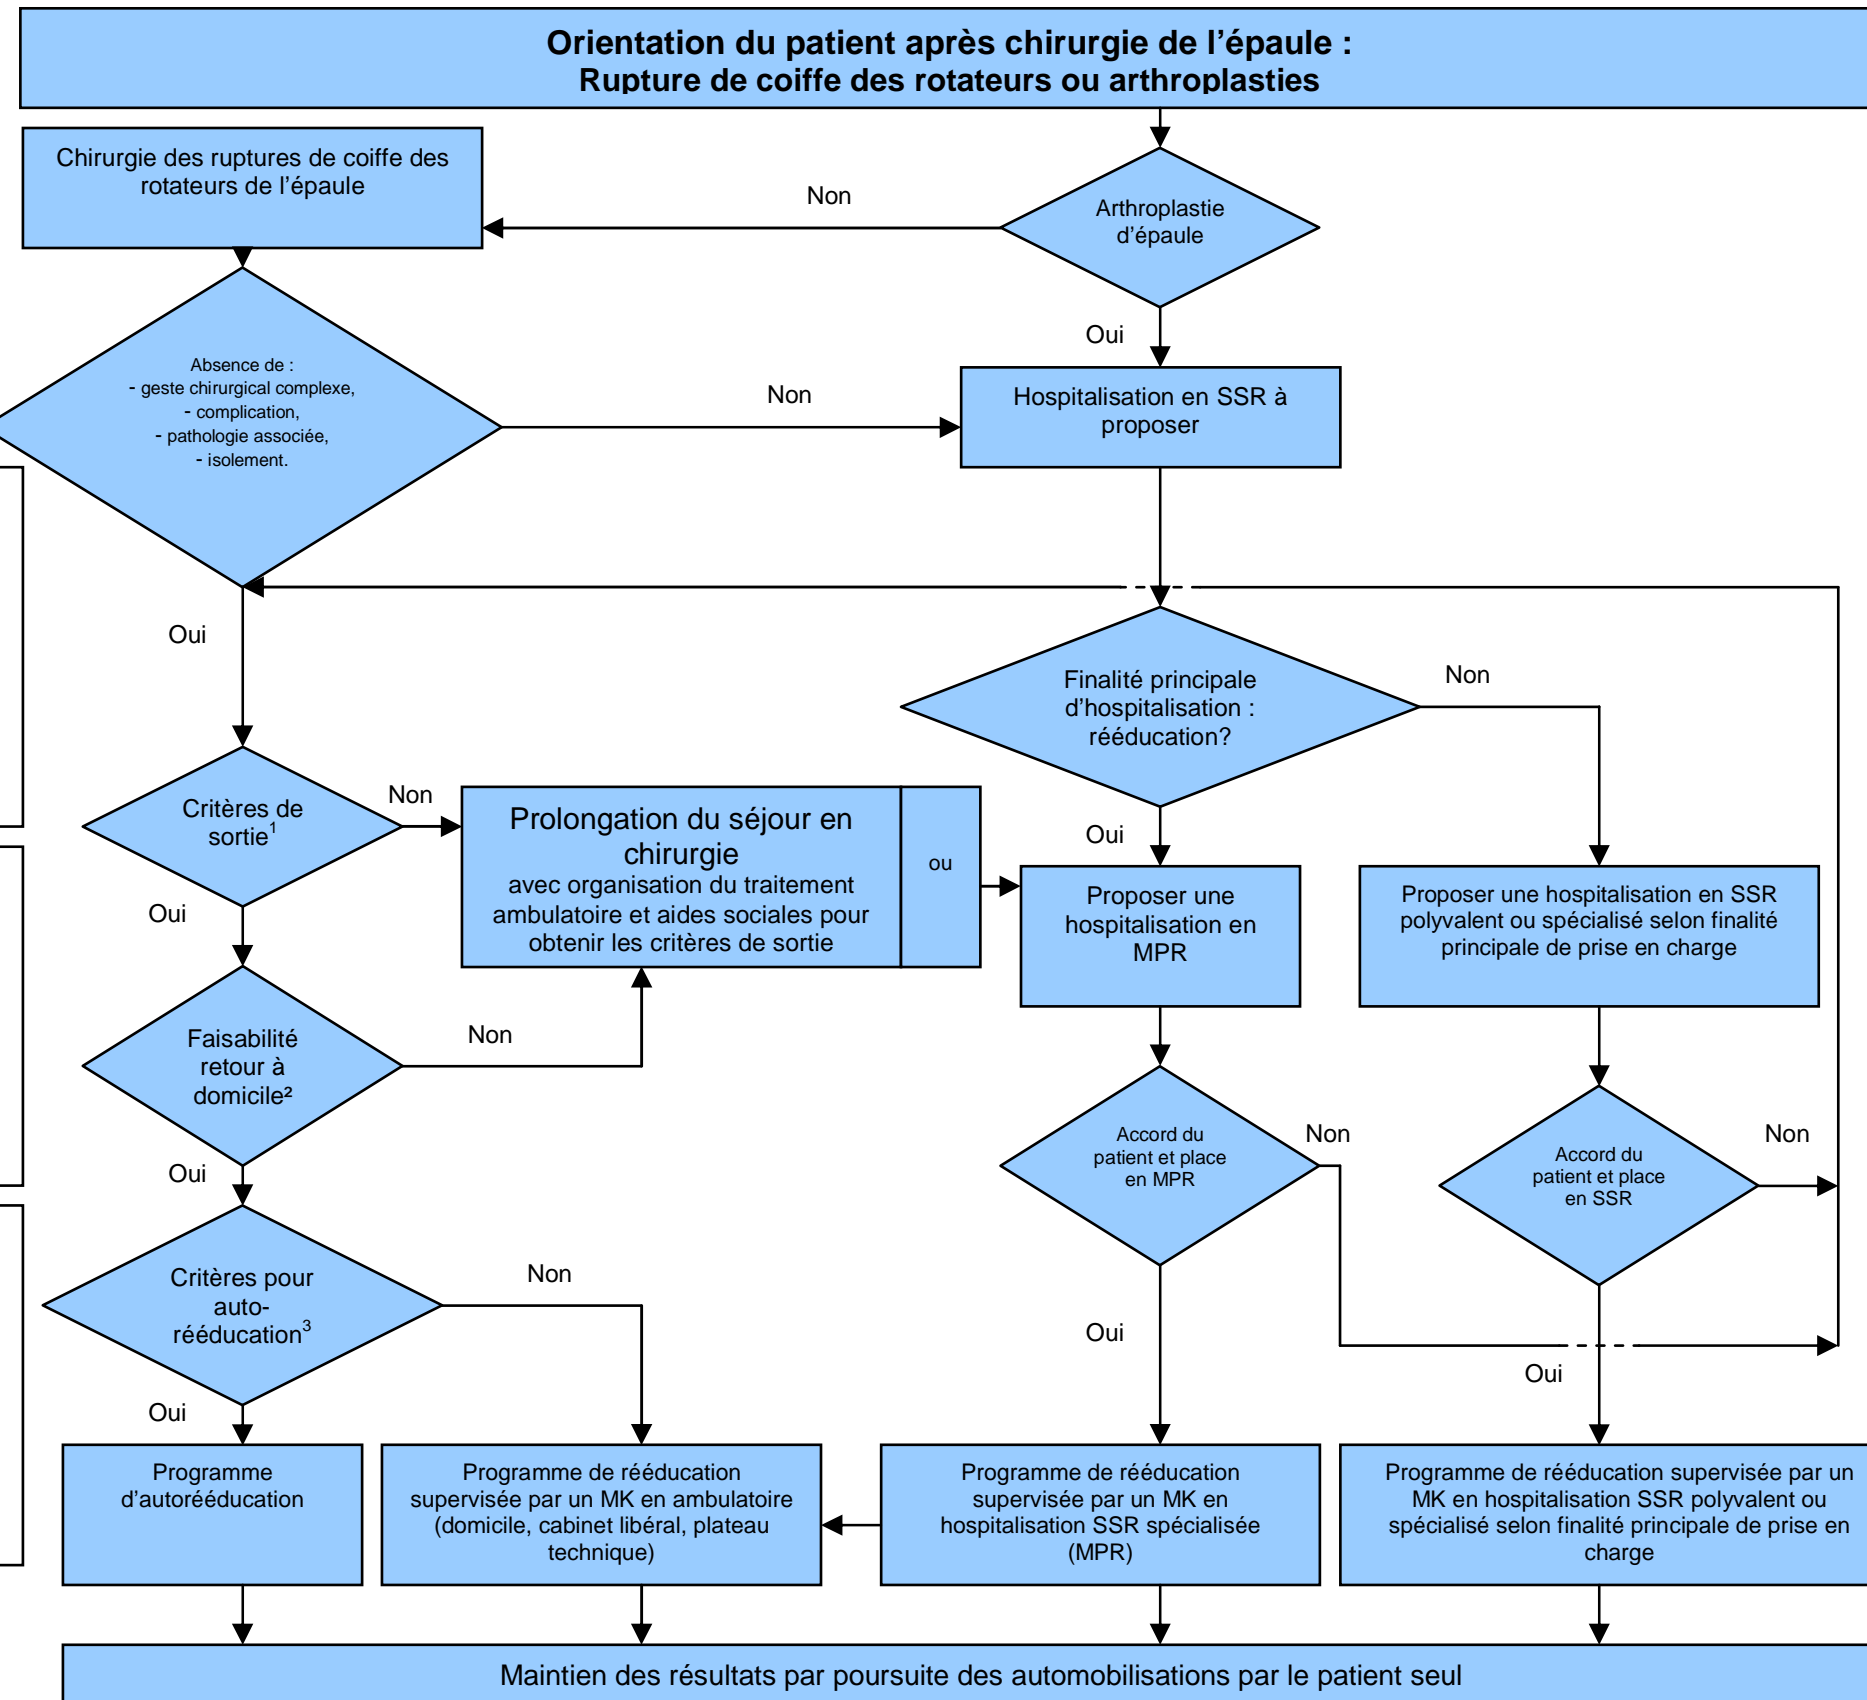 Orientation du patient après chirurgie de l’épaule :
Rupture de coiffe des rotateurs ou arthroplasties
Chirurgie des ruptures de coiffe des
rotateurs de l’épaule
Non
Arthroplastie
d’épaule
Oui
Absence de :
- geste chirurgical complexe,
- complication,
- pathologie associée,
- isolement.
Non
Hospitalisation en SSR à
proposer
Oui
Finalité principale
d’hospitalisation :
rééducation?
Non
Critères de
sortie¹
Non
Prolongation du séjour en
chirurgie
avec organisation du traitement
ambulatoire et aides sociales pour
obtenir les critères de sortie
ou
Oui
Proposer une
hospitalisation en
MPR
Proposer une hospitalisation en SSR
polyvalent ou spécialisé selon finalité
principale de prise en charge
Oui
Faisabilité
retour à
domicile²
Non
Accord du
patient et place
en MPR
Non
Accord du
patient et place
en SSR
Non
Oui
Critères pour
auto-
rééducation³
Non
Oui
Oui
Oui
Programme
d’autorééducation
Programme de rééducation
supervisée par un MK en ambulatoire
(domicile, cabinet libéral, plateau
technique)
Programme de rééducation
supervisée par un MK en
hospitalisation SSR spécialisée
(MPR)
Programme de rééducation supervisée par un
MK en hospitalisation SSR polyvalent ou
spécialisé selon finalité principale de prise en
charge
Maintien des résultats par poursuite des automobilisations par le patient seul